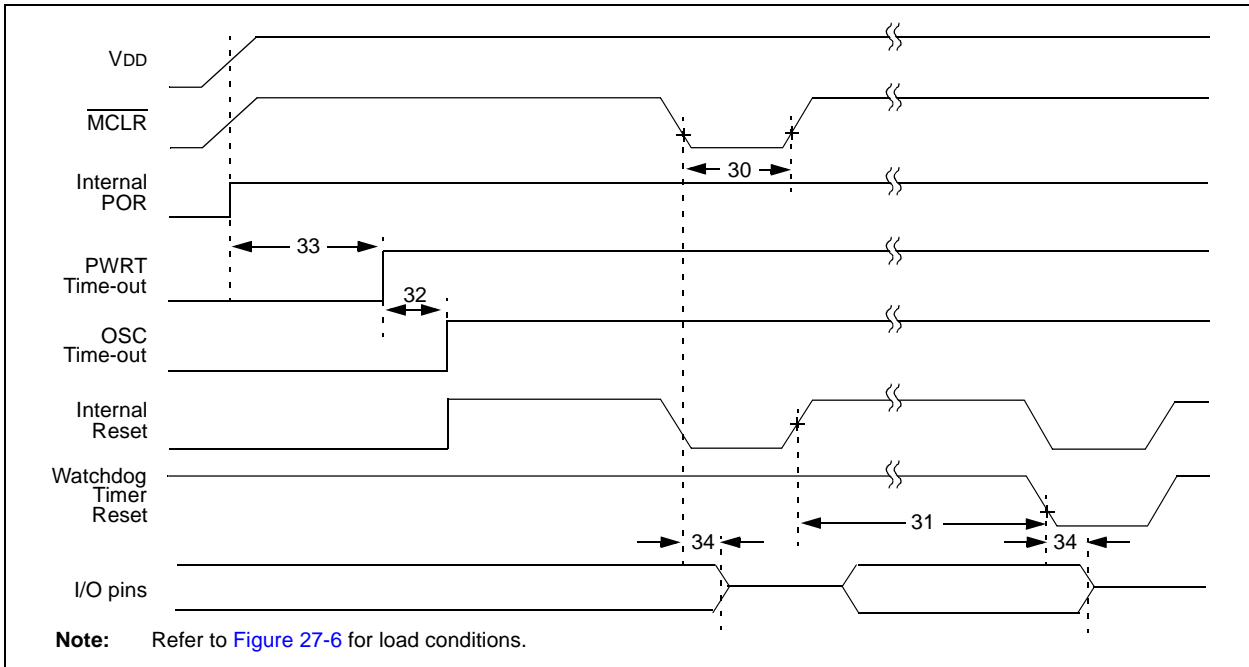 VDD
MCLR
30
Internal
POR
33
PWRT
Time-out
32
OSC
Time-out
Internal
Reset
Watchdog
Timer
Reset
31
34
34
I/O pins
Note: Refer to Figure 27-6 for load conditions.